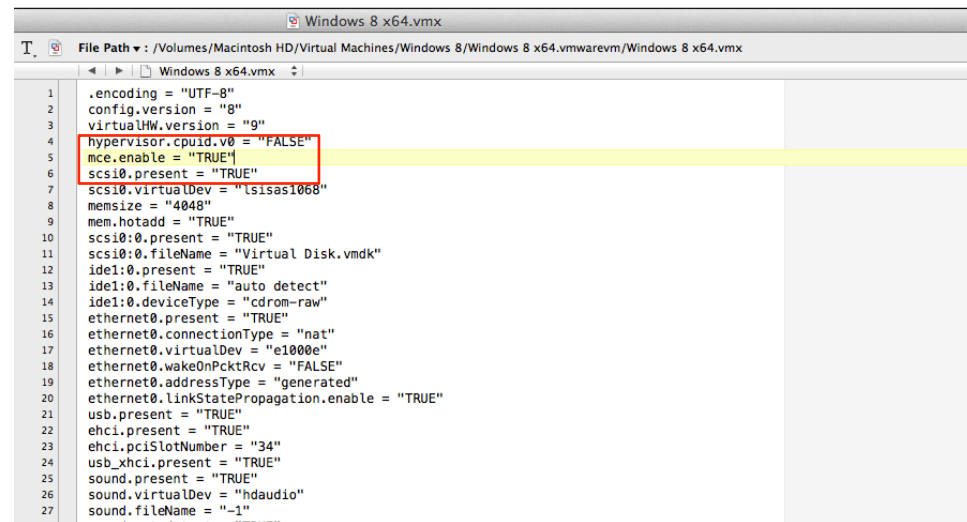 Windows 8 x64.vmx
File Path ▾ : /Volumes/Macintosh HD/Virtual Machines/Windows 8/Windows 8 x64.vmwarevm/Windows 8 x64.vmx
Windows 8 x64.vmx
1 .encoding = "UTF-8"
2 config.version = "8"
3 virtualHW.version = "9"
4 hypervisor.cpuid.v0 = "FALSE"
5 mce.enable = "TRUE"
6 scsi0.present = "TRUE"
7 scsi0.virtualDev = "lsisas1068"
8 memsize = "4048"
9 mem.hotadd = "TRUE"
10 scsi0:0.present = "TRUE"
11 scsi0:0.fileName = "Virtual Disk.vmdk"
12 ide1:0.present = "TRUE"
13 ide1:0.fileName = "auto detect"
14 ide1:0.deviceType = "cdrom-raw"
15 ethernet0.present = "TRUE"
16 ethernet0.connectionType = "nat"
17 ethernet0.virtualDev = "e1000e"
18 ethernet0.wakeOnPcktRcv = "FALSE"
19 ethernet0.addressType = "generated"
20 ethernet0.linkStatePropagation.enable = "TRUE"
21 usb.present = "TRUE"
22 ehci.present = "TRUE"
23 ehci.pciSlotNumber = "34"
24 usb_xhci.present = "TRUE"
25 sound.present = "TRUE"
26 sound.virtualDev = "hdaudio"
27 sound.fileName = "-1"